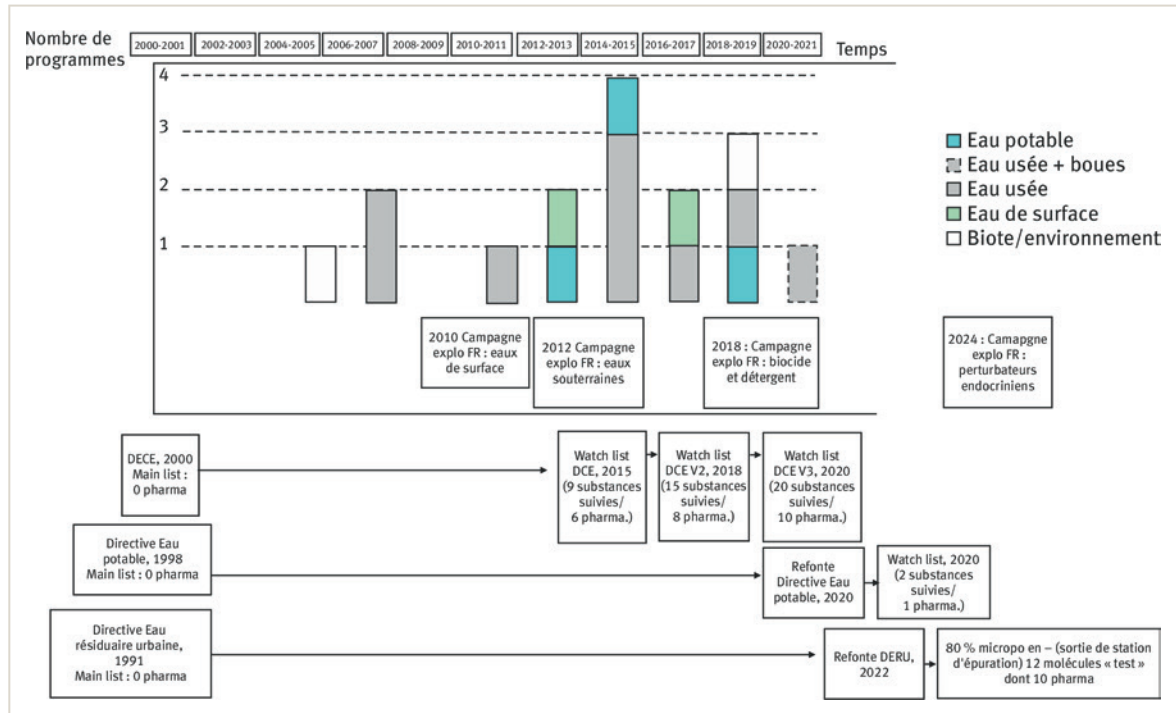 Nombre de
programmes
2000-2001
2002-2003
2004-2005
2006-2007
2008-2009
2010-2011
2012-2013
2014-2015
2016-2017
2018-2019
2020-2021
Temps
4
3
2
1
Eau potable
Eau usée + boues
Eau usée
Eau de surface
Biote/environnement
2010 Campagne
explo FR : eaux
de surface
2012 Campagne
explo FR : eaux
souterraines
2018 : Campagne
explo FR : biocide
et détergent
2024 : Camapgne
explo FR :
perturbateurs
endocriniens
DECE, 2000
Main list :
0 pharma
Watch list
DCE, 2015
(9 substances
suivies/
6 pharma.)
Watch list
DCE V2, 2018
(15 substances
suivies/
8 pharma.)
Watch list
DCE V3, 2020
(20 substances
suivies/
10 pharma.)
Directive Eau
potable, 1998
Main list : 0 pharma
Refonte
Directive Eau
potable, 2020
Watch list, 2020
(2 substances
suivies/
1 pharma.)
Directive Eau
résiduaire urbaine,
1991
Main list : 0 pharma
Refonte DERU,
2022
80 % micropo en – (sortie de station
d'épuration) 12 molécules « test »
dont 10 pharma